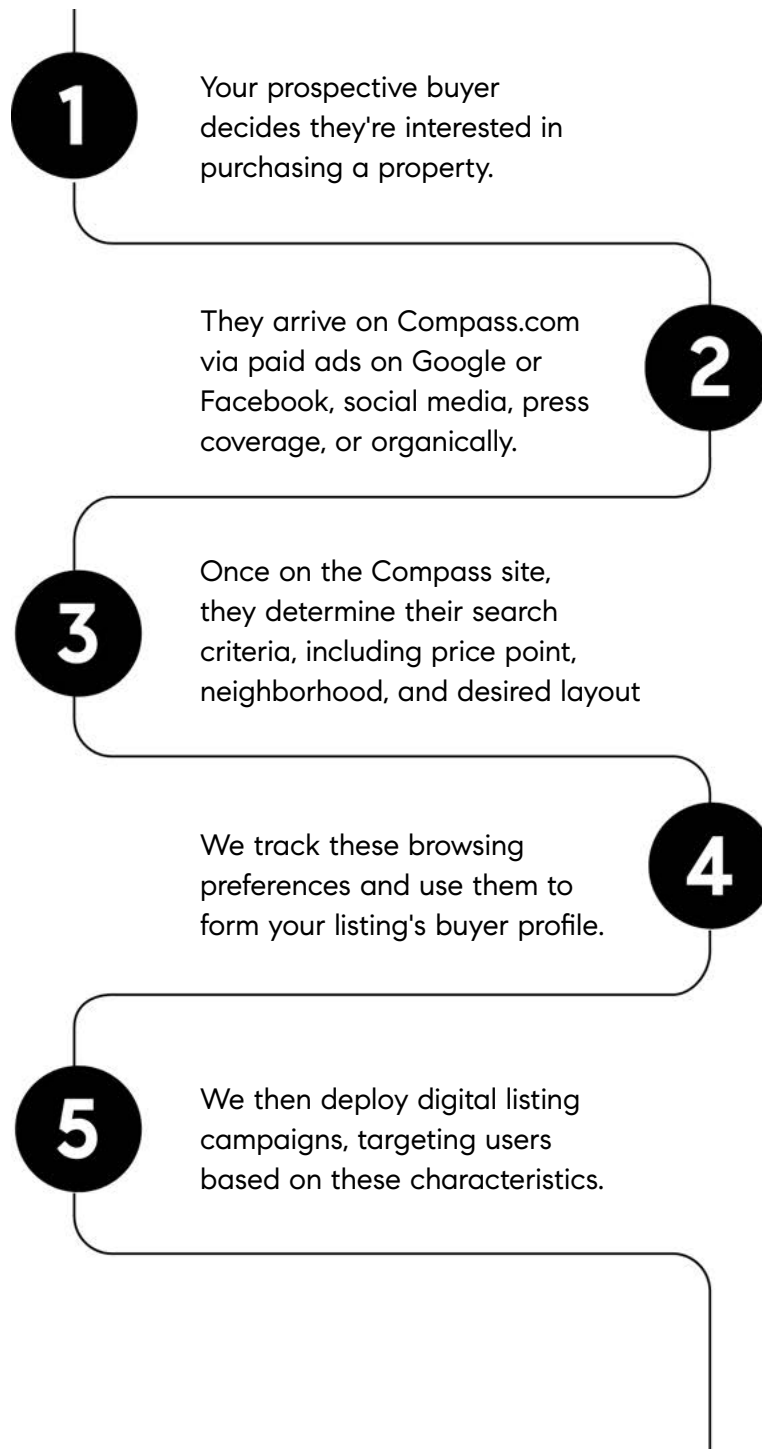 1
Your prospective buyer
decides they're interested in
purchasing a property.
They arrive on Compass.com
via paid ads on Google or
Facebook, social media, press
coverage, or organically.
2
3
Once on the Compass site,
they determine their search
criteria, including price point,
neighborhood, and desired layout
We track these browsing
preferences and use them to
form your listing's buyer profile.
4
5
We then deploy digital listing
campaigns, targeting users
based on these characteristics.